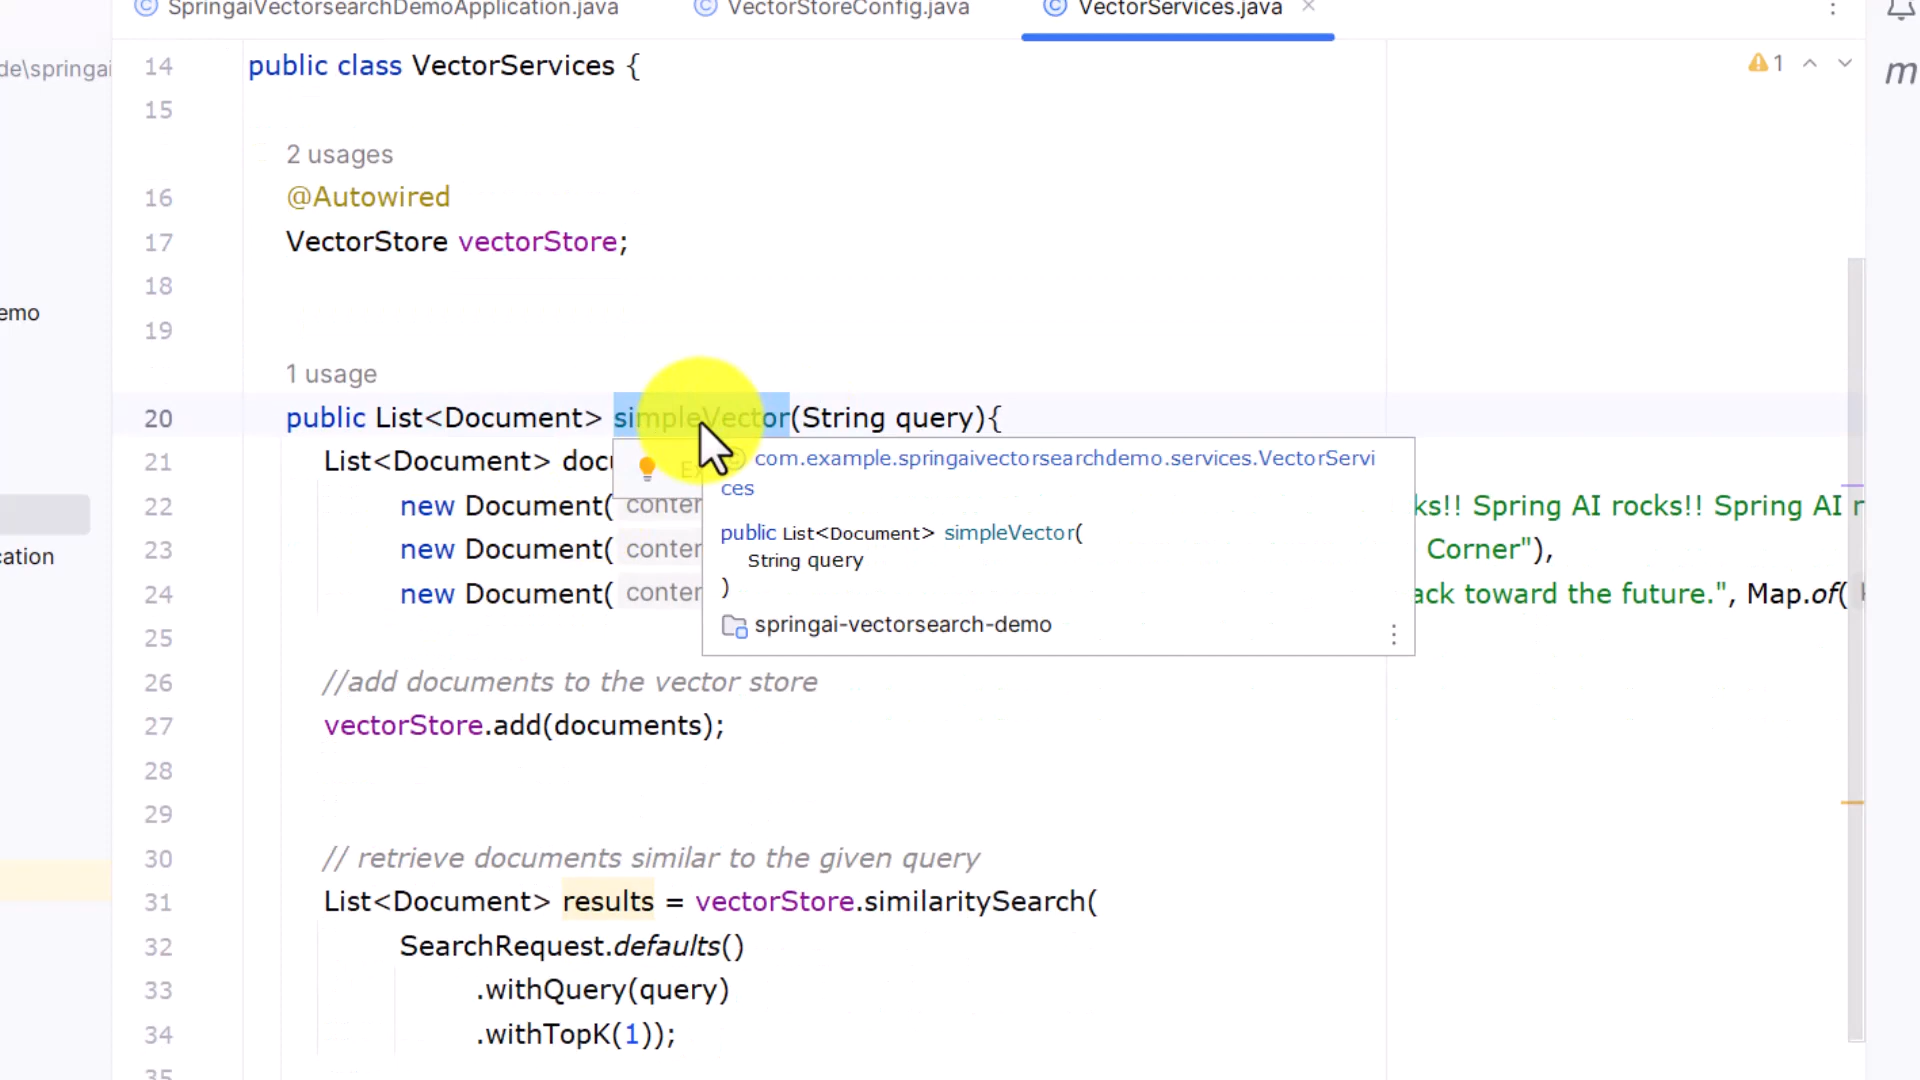 SpringaiVectorsearchDemoApplication.java VectorStoreConfig.java VectorServices.java
de\springai
14 public class VectorServices { 1
15
2 usages
16 @Autowired
17 VectorStore vectorStore;
18
emo
19
1 usage
20 public List<Document> simpleVector(String query){
21 List<Document>
com.example.springaivectorsearchdemo.services.VectorServi
ces
22 new Document( ks!! Spring AI rocks!! Spring AI r
public List<Document> simpleVector(
23 new Document( Corner"),
String query
cation
)
24 new Document( ack toward the future.", Map.of(
springai-vectorsearch-demo
25
26 //add documents to the vector store
27 vectorStore.add(documents);
28
29
30 // retrieve documents similar to the given query
31 List<Document> results = vectorStore.similaritySearch(
32 SearchRequest.defaults()
33 .withQuery(query)
34 .withTopK(1));
35